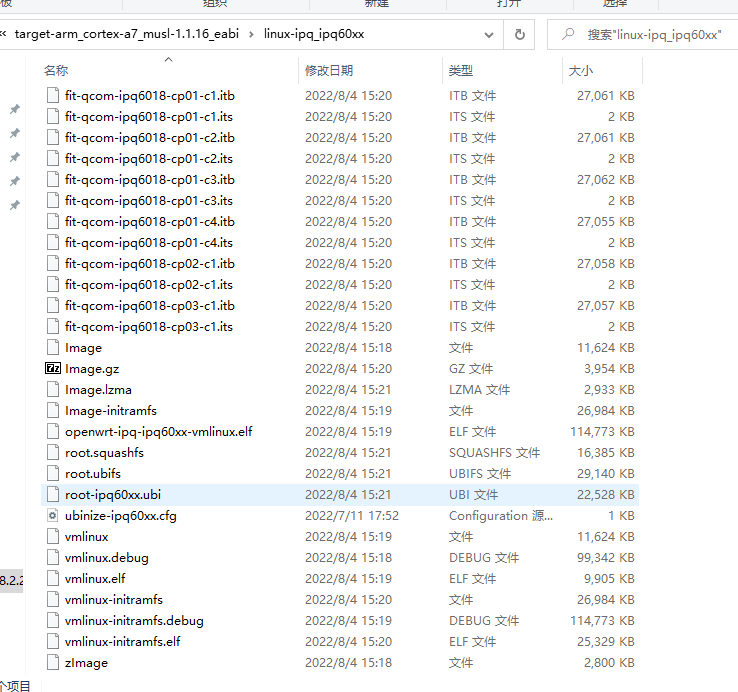 板 组织 新建 打开 选择
« target-arm_cortex-a7_musl-1.1.16_eabi › linux-ipq_ipq60xx 搜索"linux-ipq_ipq60xx"
名称 修改日期 类型 大小
fit-qcom-ipq6018-cp01-c1.itb 2022/8/4 15:20 ITB 文件 27,061 KB
fit-qcom-ipq6018-cp01-c1.its 2022/8/4 15:20 ITS 文件 2 KB
fit-qcom-ipq6018-cp01-c2.itb 2022/8/4 15:20 ITB 文件 27,061 KB
fit-qcom-ipq6018-cp01-c2.its 2022/8/4 15:20 ITS 文件 2 KB
fit-qcom-ipq6018-cp01-c3.itb 2022/8/4 15:20 ITB 文件 27,062 KB
fit-qcom-ipq6018-cp01-c3.its 2022/8/4 15:20 ITS 文件 2 KB
fit-qcom-ipq6018-cp01-c4.itb 2022/8/4 15:20 ITB 文件 27,055 KB
fit-qcom-ipq6018-cp01-c4.its 2022/8/4 15:20 ITS 文件 2 KB
fit-qcom-ipq6018-cp02-c1.itb 2022/8/4 15:20 ITB 文件 27,058 KB
fit-qcom-ipq6018-cp02-c1.its 2022/8/4 15:20 ITS 文件 2 KB
fit-qcom-ipq6018-cp03-c1.itb 2022/8/4 15:20 ITB 文件 27,057 KB
fit-qcom-ipq6018-cp03-c1.its 2022/8/4 15:20 ITS 文件 2 KB
Image 2022/8/4 15:18 文件 11,624 KB
Image.gz 2022/8/4 15:20 GZ 文件 3,954 KB
Image.lzma 2022/8/4 15:21 LZMA 文件 2,933 KB
Image-initramfs 2022/8/4 15:19 文件 26,984 KB
openwrt-ipq-ipq60xx-vmlinux.elf 2022/8/4 15:19 ELF 文件 114,773 KB
root.squashfs 2022/8/4 15:21 SQUASHFS 文件 16,385 KB
root.ubifs 2022/8/4 15:21 UBIFS 文件 29,140 KB
root-ipq60xx.ubi 2022/8/4 15:21 UBI 文件 22,528 KB
ubinize-ipq60xx.cfg 2022/7/11 17:52 Configuration 源... 1 KB
vmlinux 2022/8/4 15:19 文件 11,624 KB
vmlinux.debug 2022/8/4 15:18 DEBUG 文件 99,342 KB
vmlinux.elf 2022/8/4 15:19 ELF 文件 9,905 KB
8.2.2
vmlinux-initramfs 2022/8/4 15:20 文件 26,984 KB
vmlinux-initramfs.debug 2022/8/4 15:19 DEBUG 文件 114,773 KB
vmlinux-initramfs.elf 2022/8/4 15:20 ELF 文件 25,329 KB
zImage 2022/8/4 15:18 文件 2,800 KB
个项目